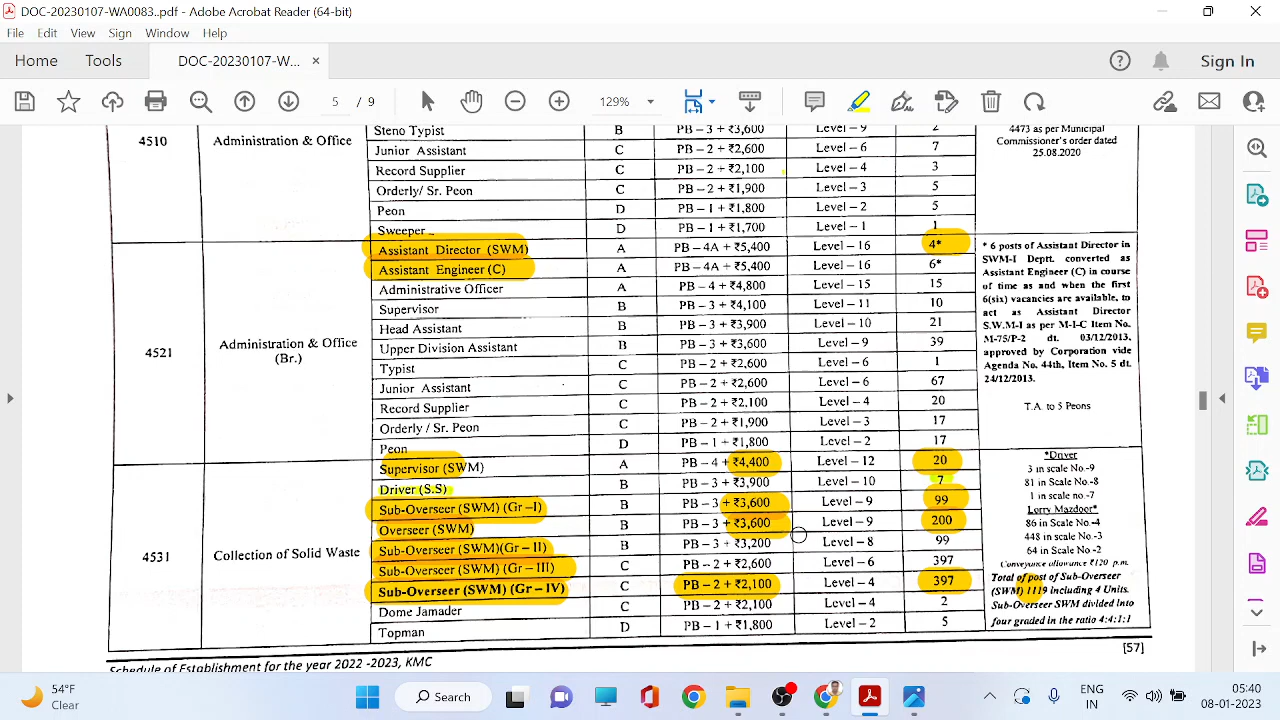 DOC-20230107-WA0083..pdf - Adobe Acrobat Reader (64-bit)
File Edit View Sign Window Help
Home Tools DOC-20230107-W... × Sign In
5 / 9 129%
4510 Administration & Office Steno Typist B PB – 3 + ₹3,600 Level – 9 2 4473 as per Municipal
Junior Assistant C PB – 2 + ₹2,600 Level – 6 7 Commissioner's order dated
Record Supplier C PB – 2 + ₹2,100 Level – 4 3 25.08.2020
Orderly/ Sr. Peon C PB – 2 + ₹1,900 Level – 3 5
Peon D PB – 1 + ₹1,800 Level – 2 5
Sweeper D PB – 1 + ₹1,700 Level – 1 1
4521 Administration & Office (Br.)
Assistant Director (SWM) A PB – 4A + ₹5,400 Level – 16 4*
Assistant Engineer (C) A PB – 4A + ₹5,400 Level – 16 6*
Administrative Officer A PB – 4 + ₹4,800 Level – 15 15
Supervisor B PB – 3 + ₹4,100 Level – 11 10
Head Assistant B PB – 3 + ₹3,900 Level – 10 21
Upper Division Assistant B PB – 3 + ₹3,600 Level – 9 39
Typist C PB – 2 + ₹2,600 Level – 6 1
Junior Assistant C PB – 2 + ₹2,600 Level – 6 67
Record Supplier C PB – 2 + ₹2,100 Level – 4 20
Orderly / Sr. Peon C PB – 2 + ₹1,900 Level – 3 17
Peon D PB – 1 + ₹1,800 Level – 2 17
* 6 posts of Assistant Director in
SWM-I Deptt. converted as
Assistant Engineer (C) in course
of time as and when the first
6(six) vacancies are available, to
act as Assistant Director
S.W.M-I as per M-I-C Item No.
M-75/P-2 dt. 03/12/2013,
approved by Corporation vide
Agenda No. 44th, Item No. 5 dt.
24/12/2013.
T.A. to 5 Peons
4531 Collection of Solid Waste
Supervisor (SWM) A PB – 4 + ₹4,400 Level – 12 20
Driver (S.S) B PB – 3 + ₹3,900 Level – 10 7
Sub-Overseer (SWM) (Gr –I) B PB – 3 + ₹3,600 Level – 9 99
Overseer (SWM) B PB – 3 + ₹3,600 Level – 9 200
Sub-Overseer (SWM)(Gr – II) B PB – 3 + ₹3,200 Level – 8 99
Sub-Overseer (SWM) (Gr – III) C PB – 2 + ₹2,600 Level – 6 397
Sub-Overseer (SWM) (Gr – IV) C PB – 2 + ₹2,100 Level – 4 397
Dome Jamader C PB – 2 + ₹2,100 Level – 4 2
Topman D PB – 1 + ₹1,800 Level – 2 5
*Driver
3 in scale No.-9
81 in Scale No.-8
1 in scale no.-7
Lorry Mazdoor*
86 in Scale No.-4
448 in Scale No.-3
64 in Scale No -2
Conveyance allowance ₹120 p.m.
Total of post of Sub-Overseer
(SWM) 1119 including 4 Units.
Sub-Overseer SWM divided into
four graded in the ratio 4:4:1:1
Schedule of Establishment for the year 2022 -2023, KMC [57]
54°F
Clear
Search
ENG
IN
05:40
08-01-2023